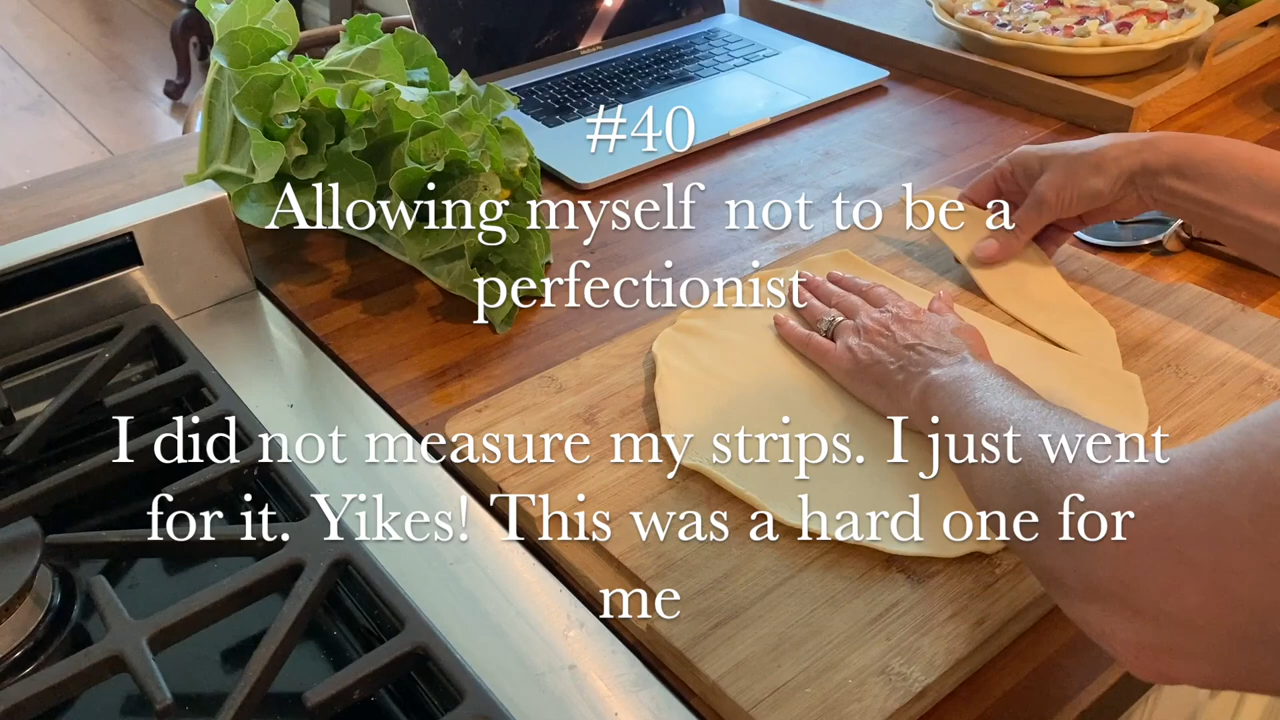 #40
Allowing myself not to be a
perfectionist
I did not measure my strips. I just went
for it. Yikes! This was a hard one for
me